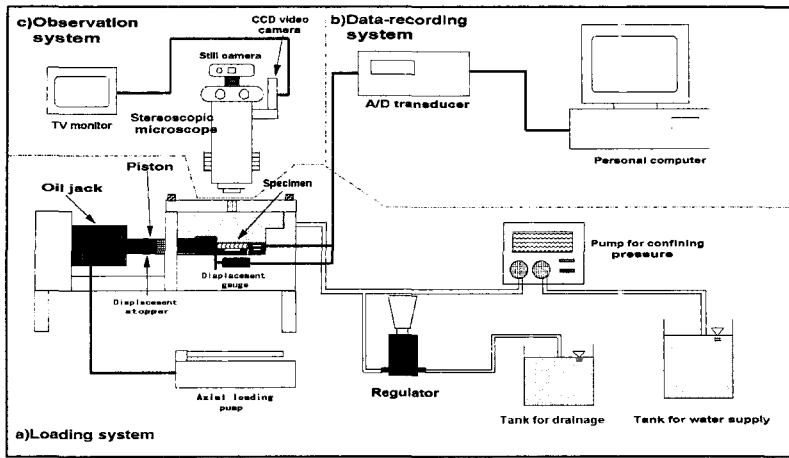 c)Observation
system
CCD video
camera
b)Data-recording
system
Still camera
TV monitor
Stereoscopic
microscope
A/D transducer
Personal computer
Piston
Oil jack
Specimen
Pump for confining
pressure
Displacement
gauge
Displacement
stopper
Regulator
Axial loading
pump
Tank for drainage
Tank for water supply
a)Loading system